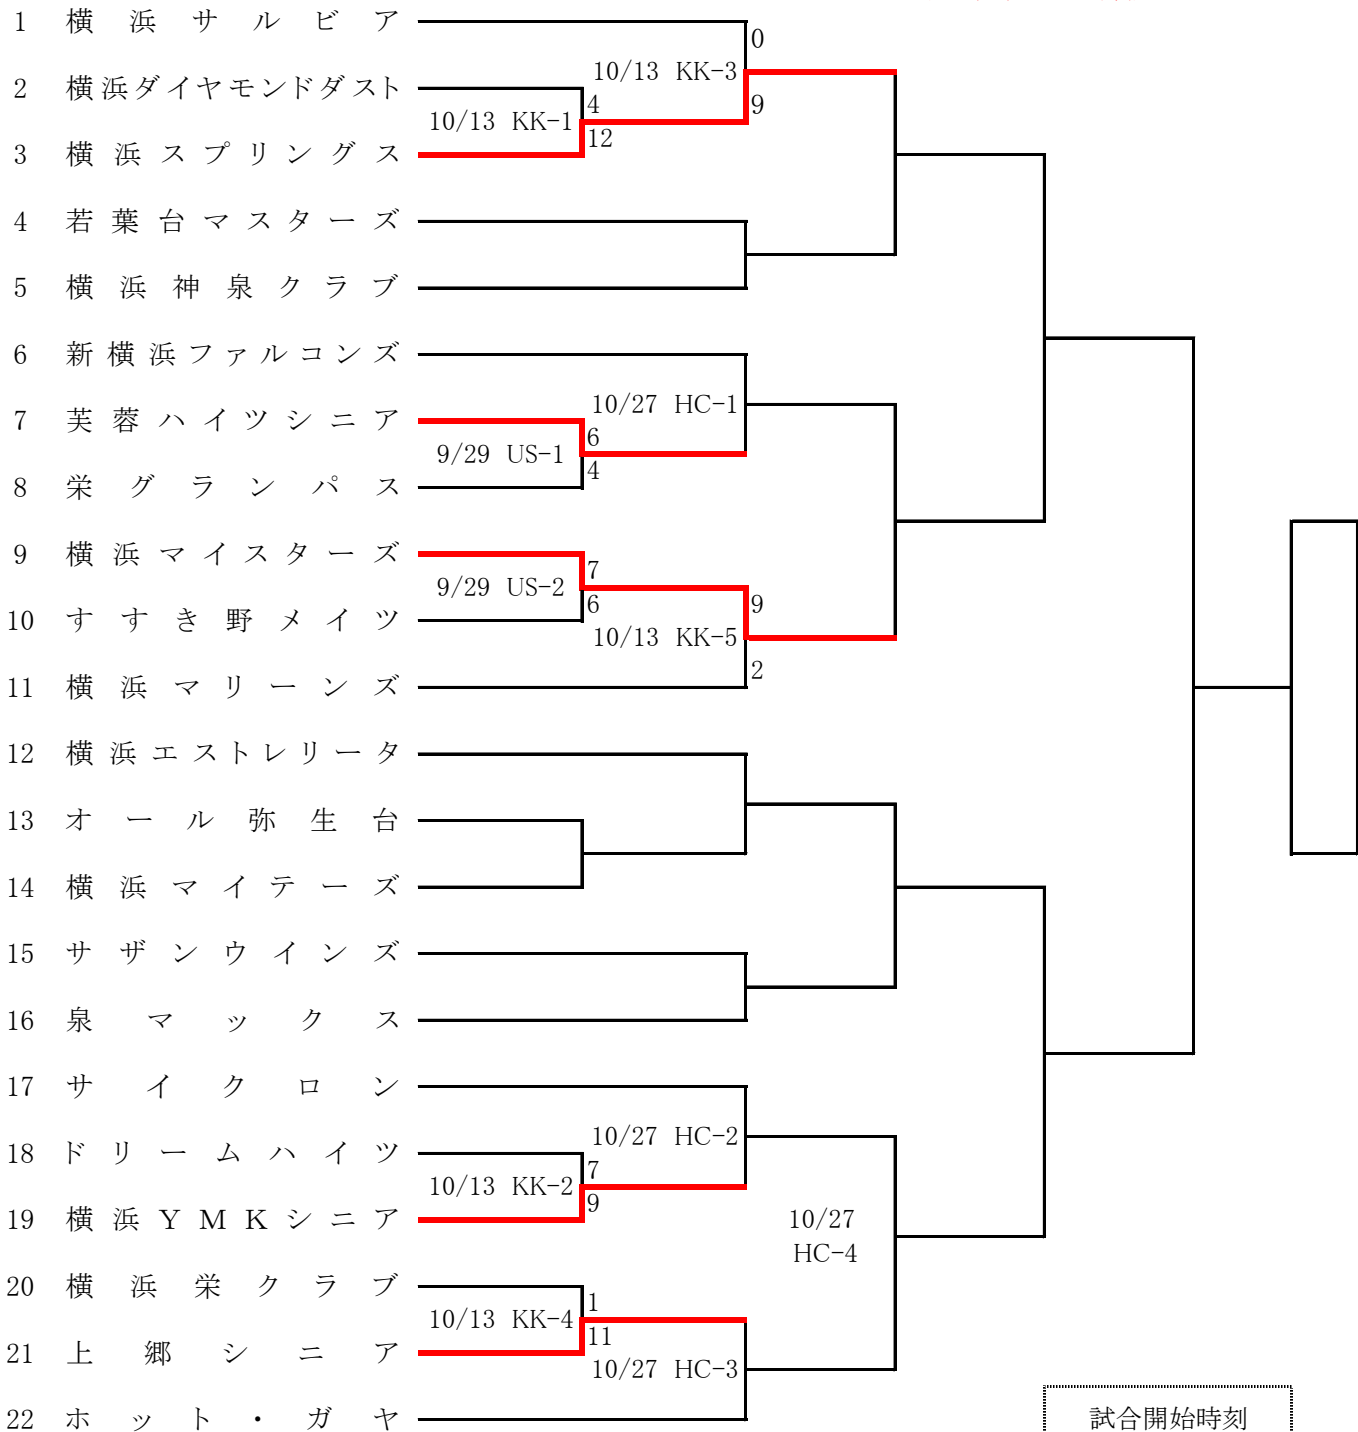 1 横浜サルビア
0
10/13 KK-3
2 横浜ダイヤモンドダスト
4
9
10/13 KK-1
12
3 横浜スプリングス
4 若葉台マスターズ
5 横浜神泉クラブ
6 新横浜ファルコンズ
10/27 HC-1
7 芙蓉ハイツシニア
6
9/29 US-1
4
8 栄グランパス
9 横浜マイスターズ
7
9/29 US-2
6
9
10 すすき野メイツ
10/13 KK-5
2
11 横浜マリーンズ
12 横浜エストレリータ
13 オール弥生台
14 横浜マイテーズ
15 サザンウインズ
16 泉マックス
17 サイクロン
10/27 HC-2
18 ドリームハイツ
7
10/13 KK-2
9
19 横浜YMKシニア
10/27
HC-4
20 横浜栄クラブ
1
10/13 KK-4
11
21 上郷シニア
10/27 HC-3
22 ホット・ガヤ
試合開始時刻